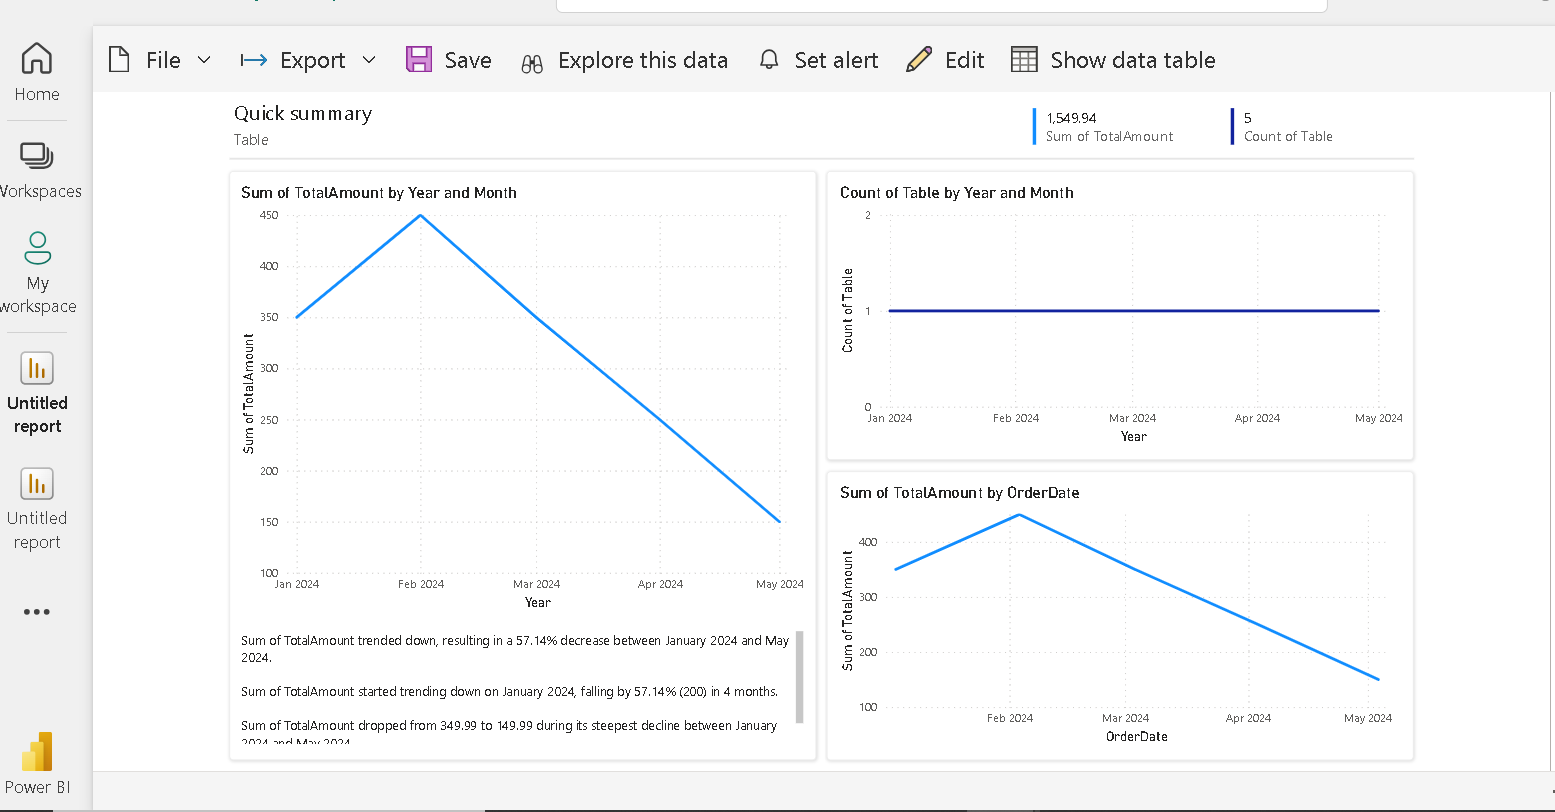 File Export Save Explore this data Set alert Edit Show data table
Home
Workspaces
My
workspace
Untitled
report
Untitled
report
Power BI
Quick summary
Table
1,549.94
Sum of TotalAmount
5
Count of Table
Sum of TotalAmount by Year and Month
450
400
350
300
250
200
150
100
Sum of TotalAmount
Jan 2024 Feb 2024 Mar 2024 Apr 2024 May 2024
Year
Sum of TotalAmount trended down, resulting in a 57.14% decrease between January 2024 and May
2024.
Sum of TotalAmount started trending down on January 2024, falling by 57.14% (200) in 4 months.
Sum of TotalAmount dropped from 349.99 to 149.99 during its steepest decline between January
2024 and May 2024.
Count of Table by Year and Month
2
1
0
Count of Table
Jan 2024 Feb 2024 Mar 2024 Apr 2024 May 2024
Year
Sum of TotalAmount by OrderDate
400
300
200
100
Sum of TotalAmount
Feb 2024 Mar 2024 Apr 2024 May 2024
OrderDate